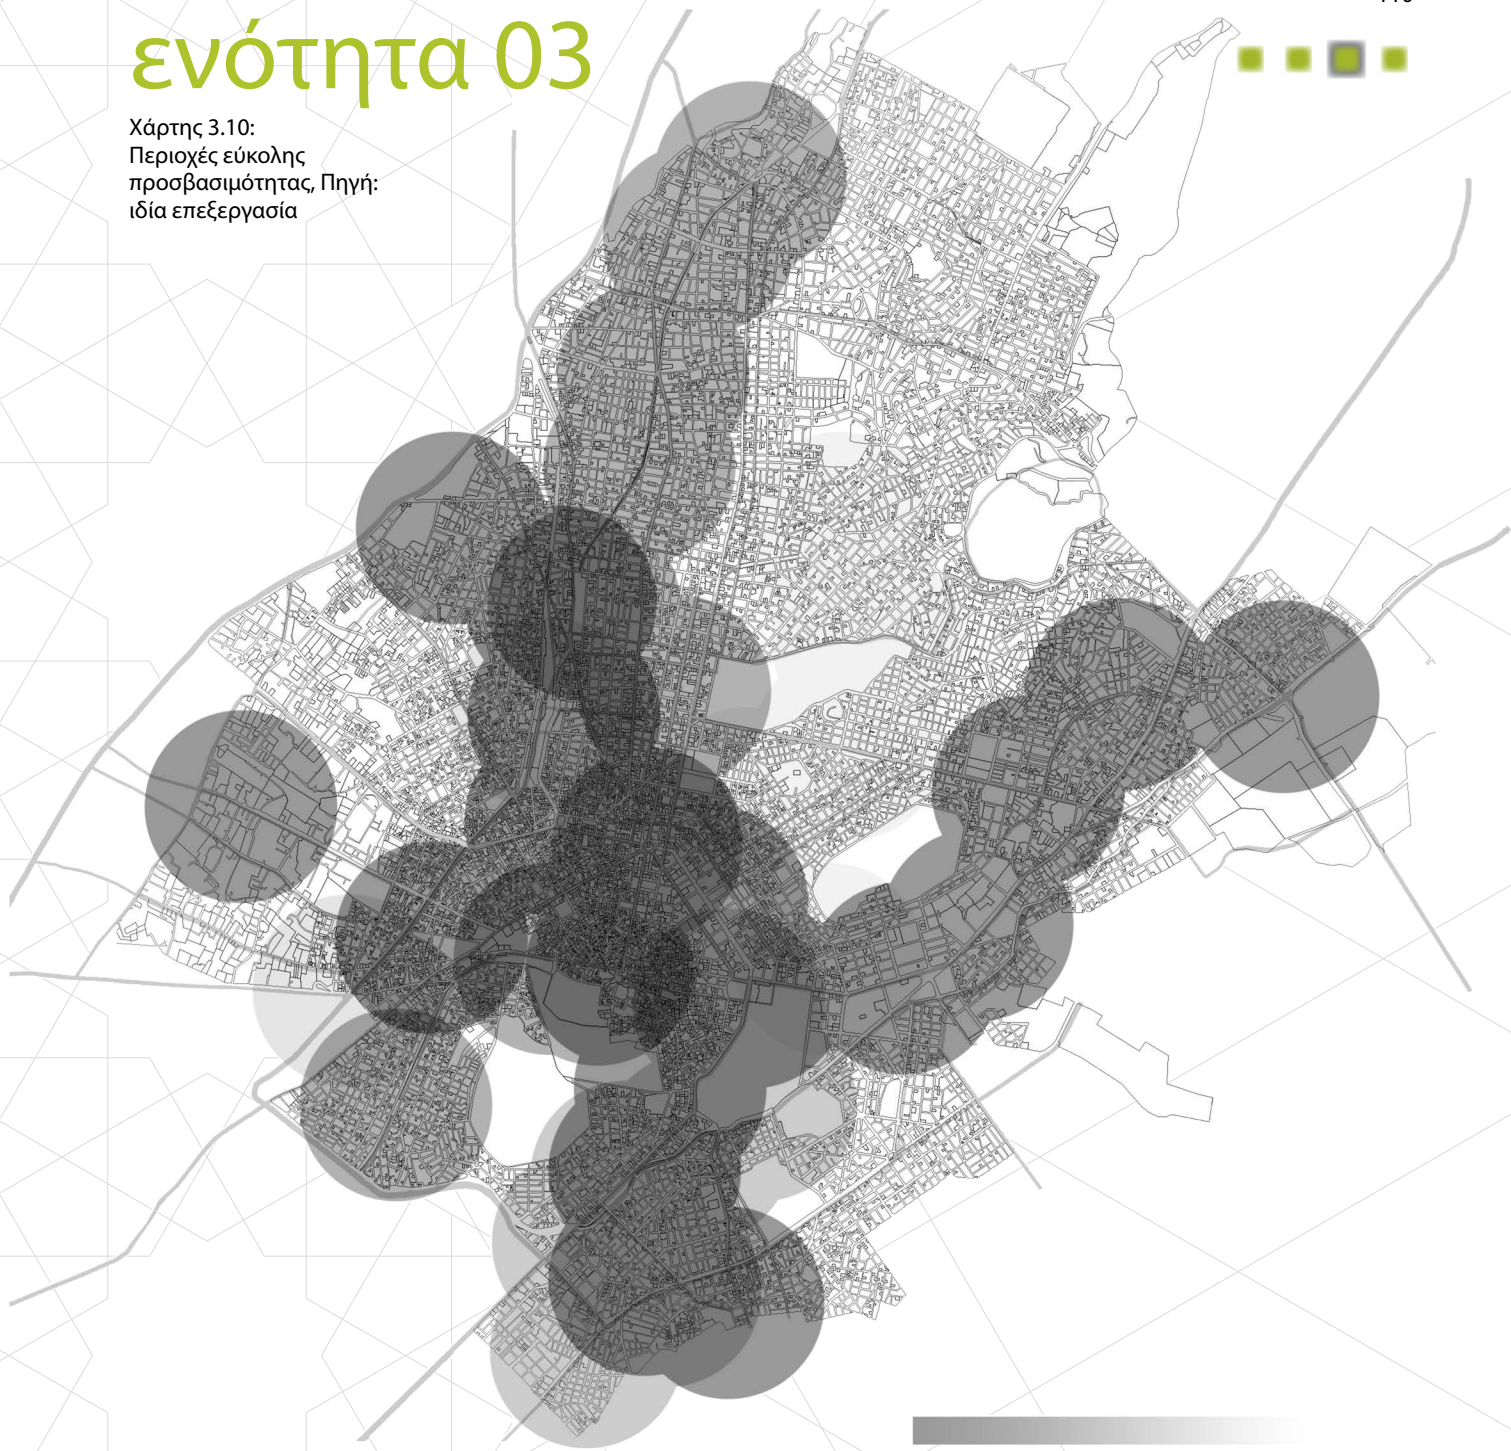 ενότητα 03
Χάρτης 3.10:
Περιοχές εύκολης
προσβασιμότητας, Πηγή:
ιδία επεξεργασία